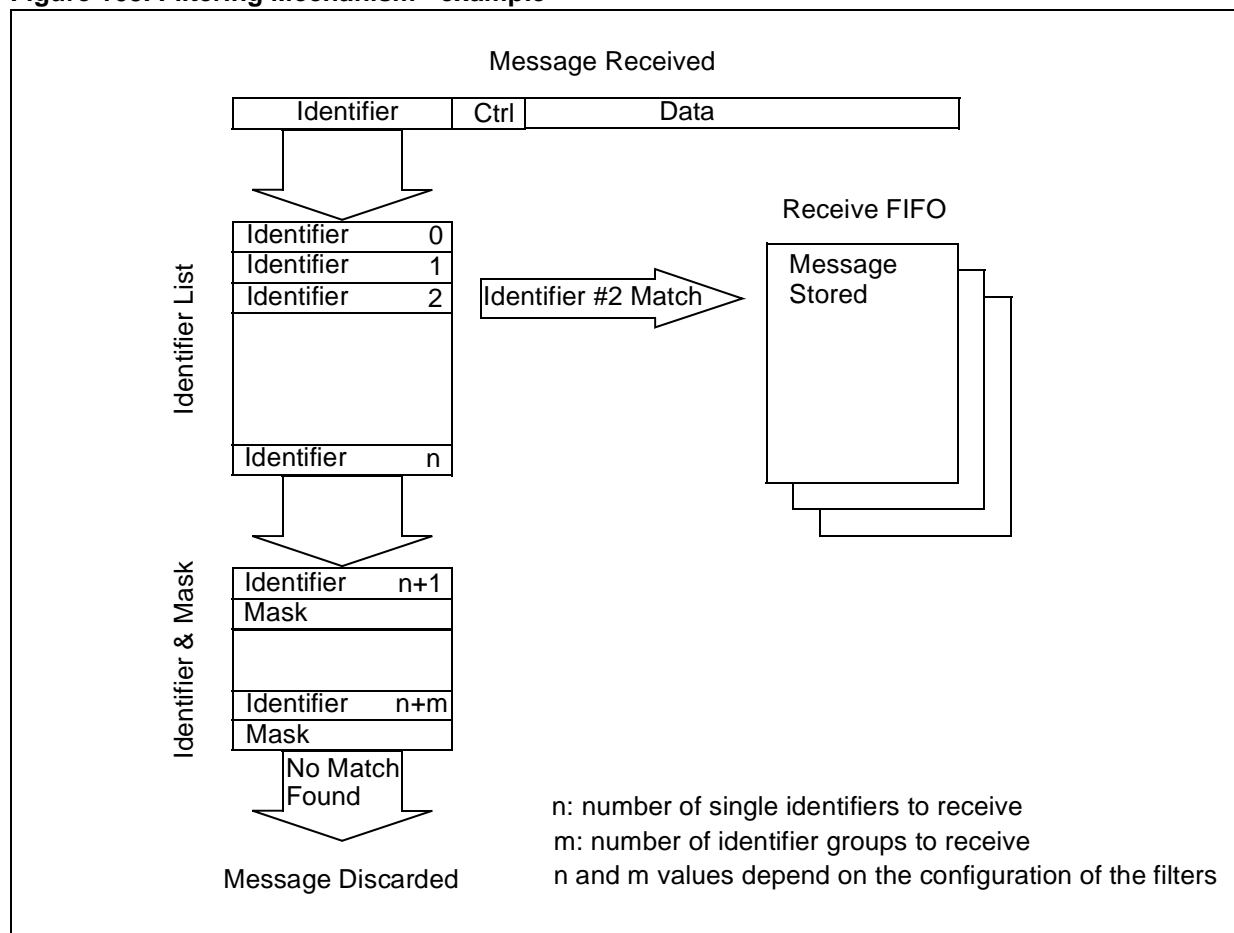 Message Received
Identifier Ctrl Data
Receive FIFO
Identifier List
Identifier 0
Identifier 1
Identifier 2
Identifier #2 Match
Message
Stored
Identifier n
Identifier & Mask
Identifier n+1
Mask
Identifier n+m
Mask
No Match
Found
Message Discarded
n: number of single identifiers to receive
m: number of identifier groups to receive
n and m values depend on the configuration of the filters